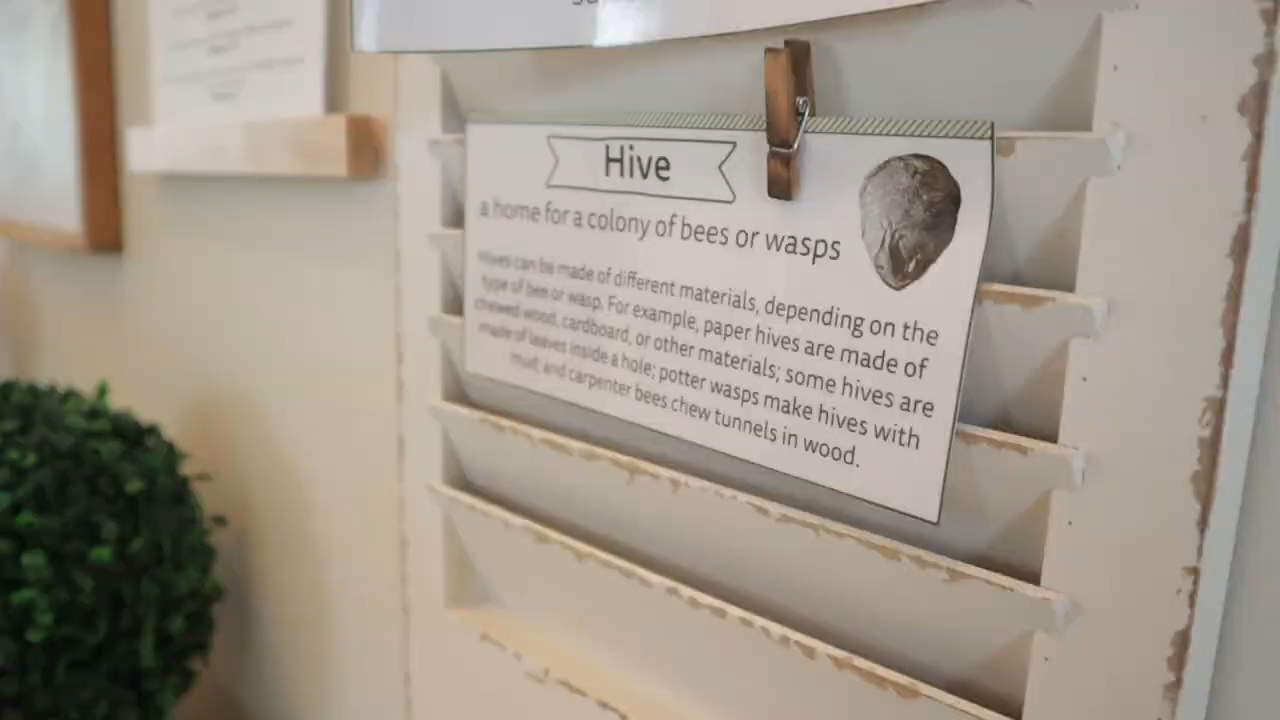 Hive
a home for a colony of bees or wasps
Hives can be made of different materials, depending on the
type of bee or wasp. For example, paper hives are made of
chewed wood, cardboard, or other materials; some hives are
made of leaves inside a hole; potter wasps make hives with
mud; and carpenter bees chew tunnels in wood.